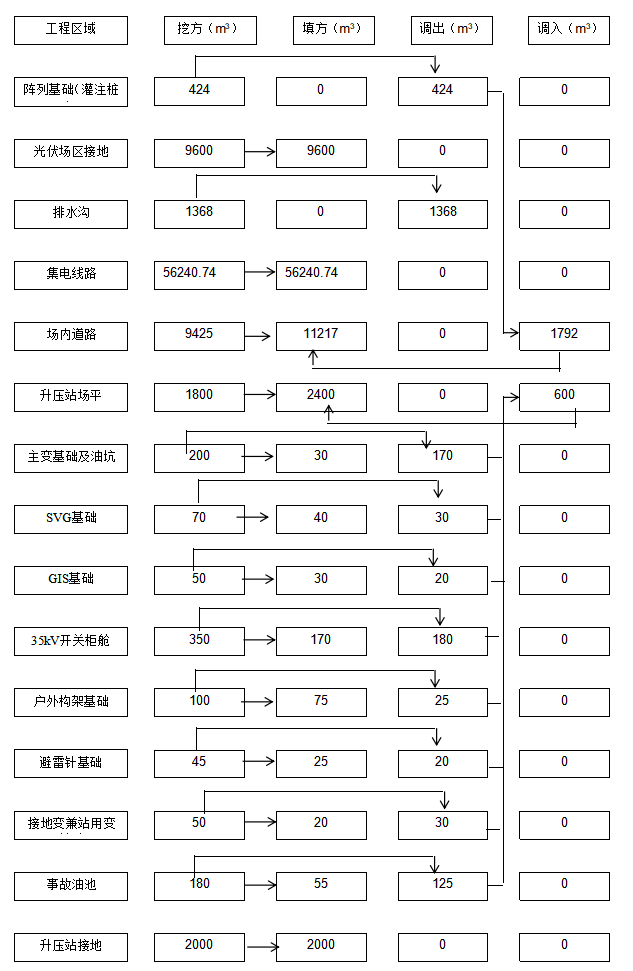 工程区域 挖方（m³） 填方（m³） 调出（m³） 调入（m³）
阵列基础（灌注桩 424 0 424 0
光伏场区接地 9600 9600 0 0
排水沟 1368 0 1368 0
集电线路 56240.74 56240.74 0 0
场内道路 9425 11217 0 1792
升压站场平 1800 2400 0 600
主变基础及油坑 200 30 170 0
SVG基础 70 40 30 0
GIS基础 50 30 20 0
35kV开关柜舱 350 170 180 0
户外构架基础 100 75 25 0
避雷针基础 45 25 20 0
接地变兼站用变 50 20 30 0
事故油池 180 55 125 0
升压站接地 2000 2000 0 0